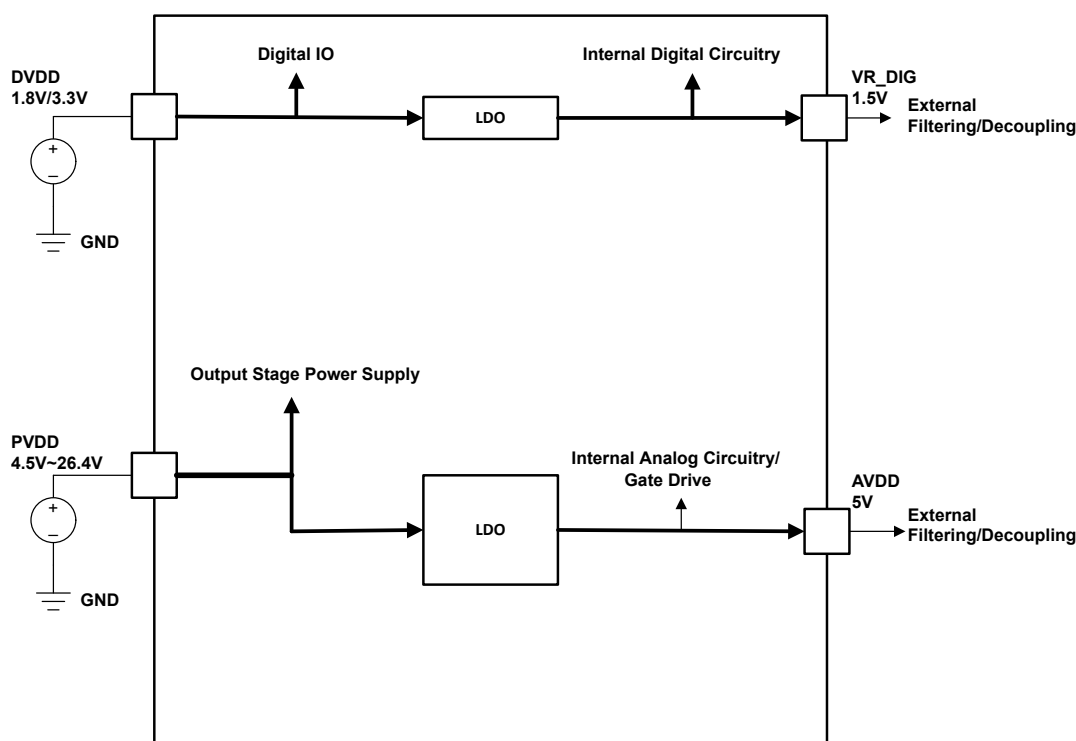 Digital IO
Internal Digital Circuitry
DVDD
1.8V/3.3V
VR_DIG
1.5V
External
Filtering/Decoupling
LDO
+
−
GND
Output Stage Power Supply
PVDD
4.5V~26.4V
Internal Analog Circuitry/
Gate Drive
AVDD
5V
External
Filtering/Decoupling
LDO
+
−
GND